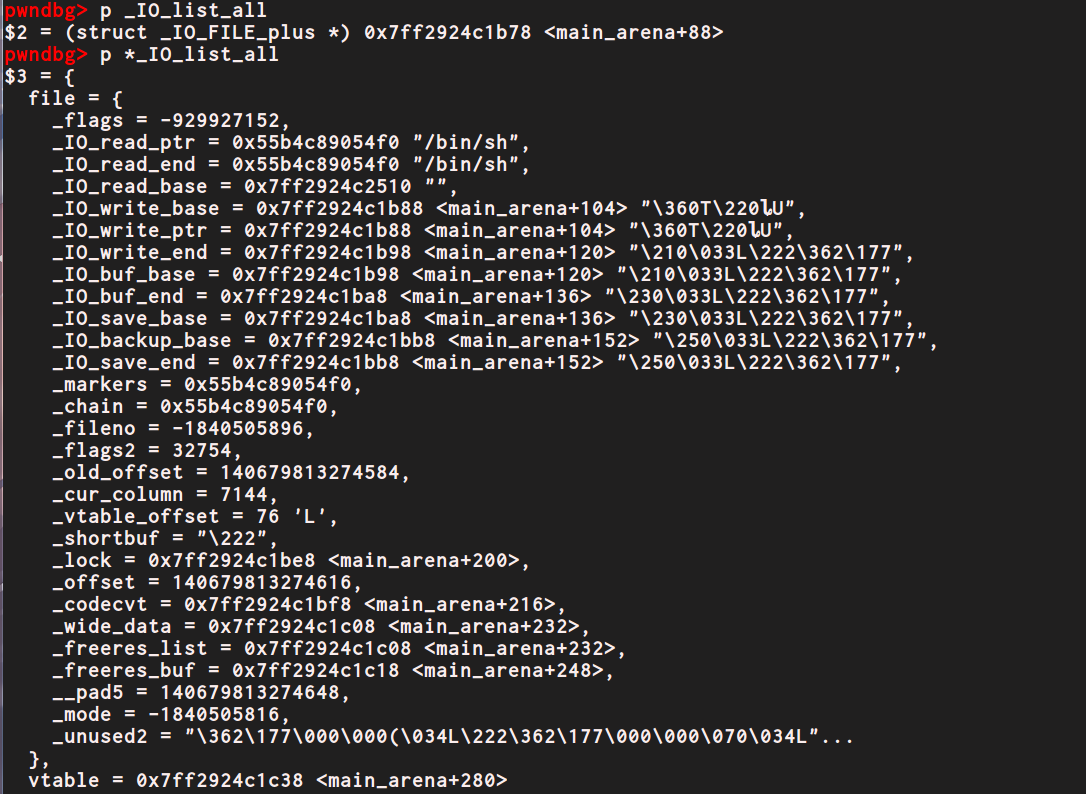 pwndbg> p _IO_list_all
$2 = (struct _IO_FILE_plus *) 0x7ff2924c1b78 <main_arena+88>
pwndbg> p *_IO_list_all
$3 = {
  file = {
    _flags = -929927152,
    _IO_read_ptr = 0x55b4c89054f0 "/bin/sh",
    _IO_read_end = 0x55b4c89054f0 "/bin/sh",
    _IO_read_base = 0x7ff2924c2510 "",
    _IO_write_base = 0x7ff2924c1b88 <main_arena+104> "\360T\220ȴU",
    _IO_write_ptr = 0x7ff2924c1b88 <main_arena+104> "\360T\220ȴU",
    _IO_write_end = 0x7ff2924c1b98 <main_arena+120> "\210\033L\222\362\177",
    _IO_buf_base = 0x7ff2924c1b98 <main_arena+120> "\210\033L\222\362\177",
    _IO_buf_end = 0x7ff2924c1ba8 <main_arena+136> "\230\033L\222\362\177",
    _IO_save_base = 0x7ff2924c1ba8 <main_arena+136> "\230\033L\222\362\177",
    _IO_backup_base = 0x7ff2924c1bb8 <main_arena+152> "\250\033L\222\362\177",
    _IO_save_end = 0x7ff2924c1bb8 <main_arena+152> "\250\033L\222\362\177",
    _markers = 0x55b4c89054f0,
    _chain = 0x55b4c89054f0,
    _fileno = -1840505896,
    _flags2 = 32754,
    _old_offset = 140679813274584,
    _cur_column = 7144,
    _vtable_offset = 76 'L',
    _shortbuf = "\222",
    _lock = 0x7ff2924c1be8 <main_arena+200>,
    _offset = 140679813274616,
    _codecvt = 0x7ff2924c1bf8 <main_arena+216>,
    _wide_data = 0x7ff2924c1c08 <main_arena+232>,
    _freeres_list = 0x7ff2924c1c08 <main_arena+232>,
    _freeres_buf = 0x7ff2924c1c18 <main_arena+248>,
    __pad5 = 140679813274648,
    _mode = -1840505816,
    _unused2 = "\362\177\000\000(\034L\222\362\177\000\000\070\034L"...
  },
  vtable = 0x7ff2924c1c38 <main_arena+280>